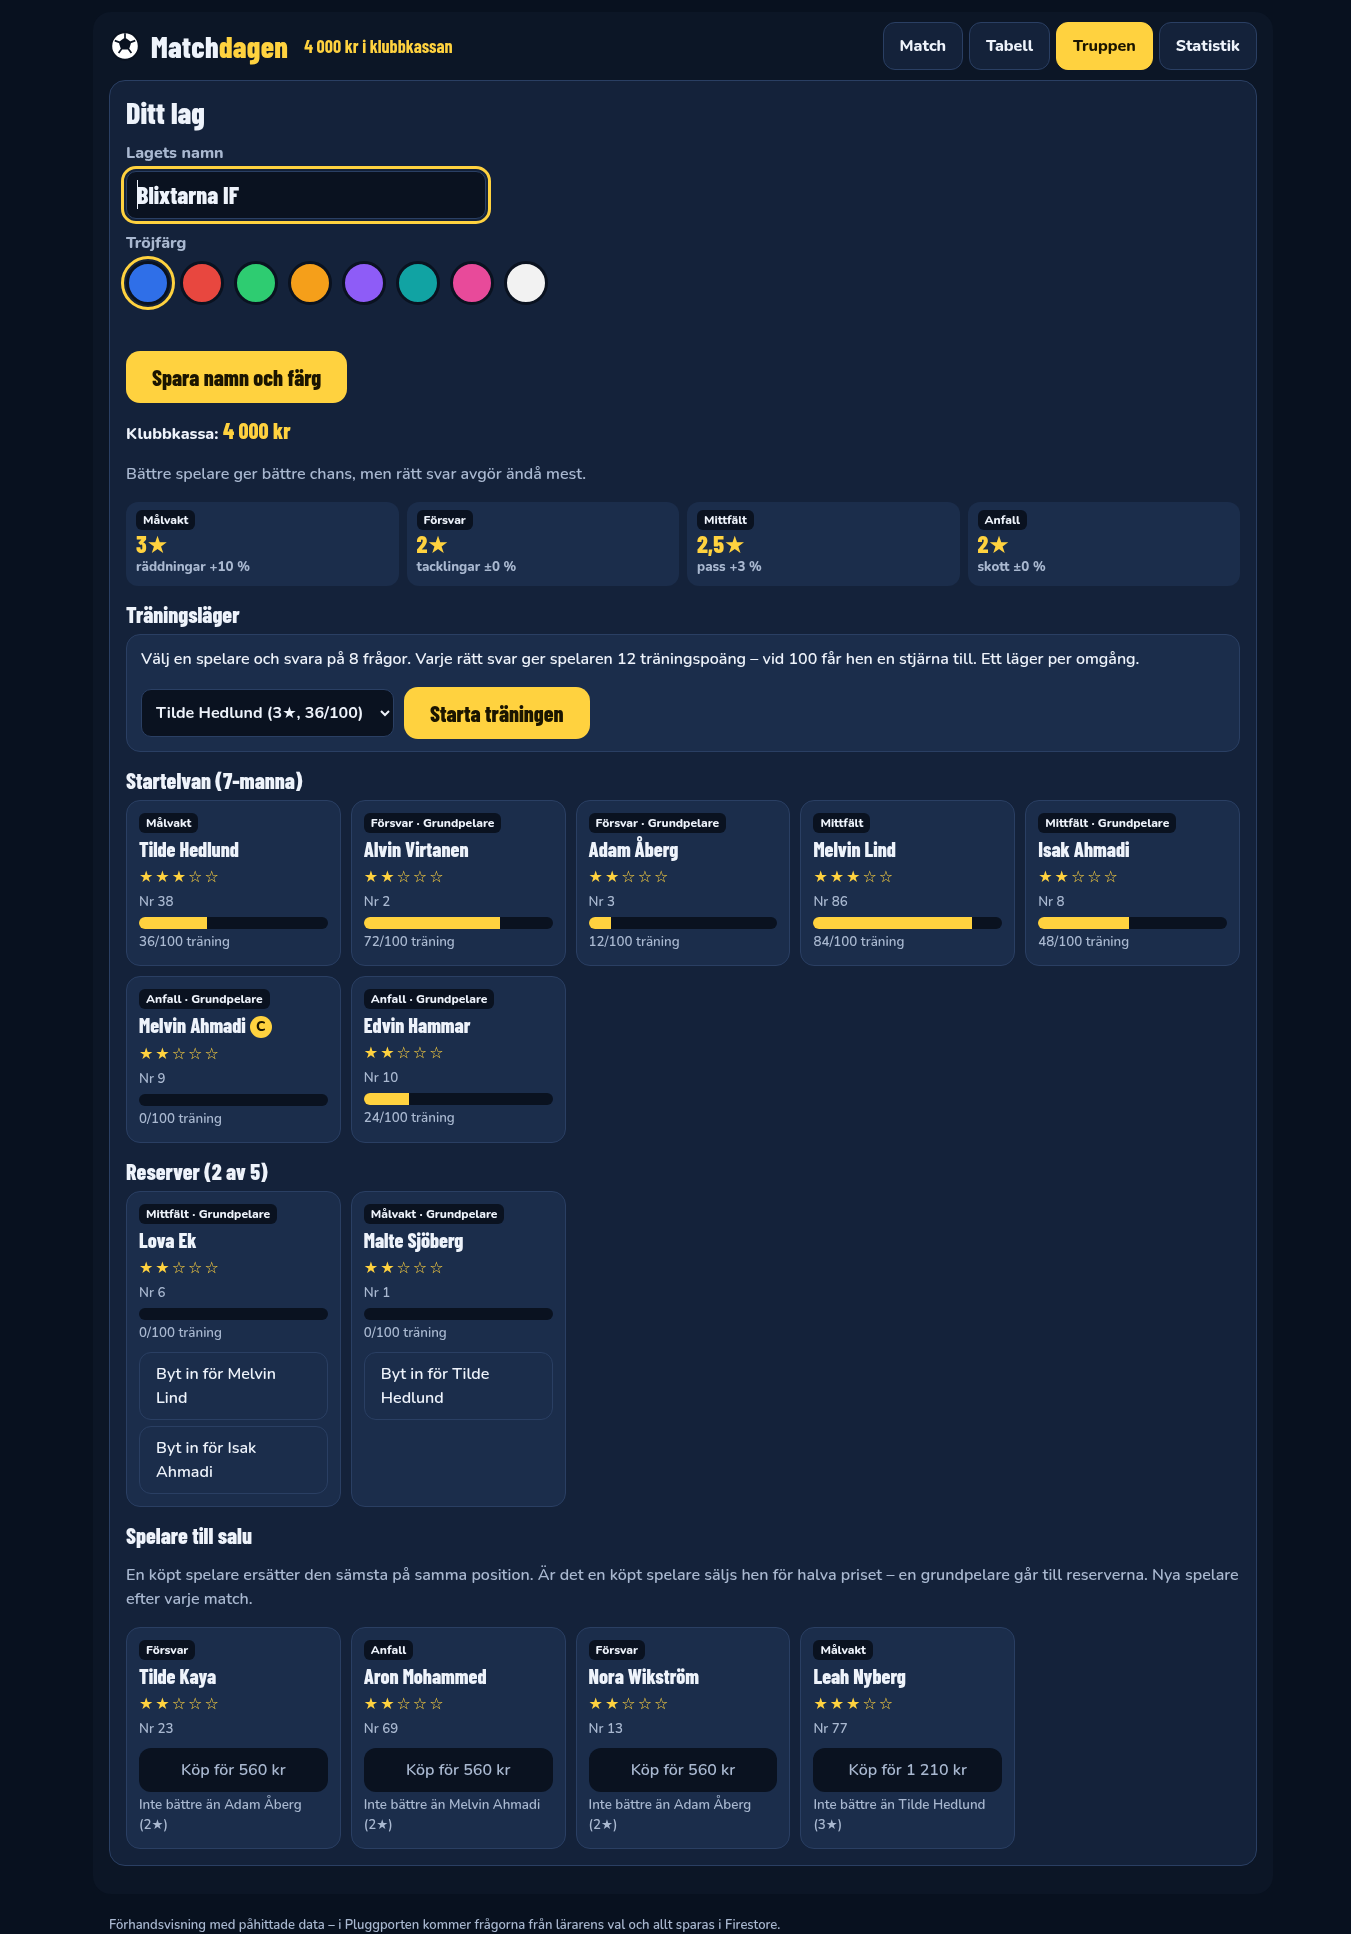 Matchdagen 4 000 kr i klubbkassan Match Tabell Truppen Statistik
Ditt lag
Lagets namn
Blixtarna IF
Tröjfärg
Spara namn och färg
Klubbkassa: 4 000 kr
Bättre spelare ger bättre chans, men rätt svar avgör ändå mest.
Målvakt Försvar Mittfält Anfall
3★ 2★ 2,5★ 2★
räddningar +10 % tacklingar ±0 % pass +3 % skott ±0 %
Träningsläger
Välj en spelare och svara på 8 frågor. Varje rätt svar ger spelaren 12 träningspoäng – vid 100 får hen en stjärna till. Ett läger per omgång.
Tilde Hedlund (3★, 36/100) Starta träningen
Startelvan (7-manna)
Målvakt Försvar · Grundpelare Försvar · Grundpelare Mittfält Mittfält · Grundpelare
Tilde Hedlund Alvin Virtanen Adam Åberg Melvin Lind Isak Ahmadi
★★★☆☆ ★★☆☆☆ ★★☆☆☆ ★★★☆☆ ★★☆☆☆
Nr 38 Nr 2 Nr 3 Nr 86 Nr 8
36/100 träning 72/100 träning 12/100 träning 84/100 träning 48/100 träning
Anfall · Grundpelare Anfall · Grundpelare
Melvin Ahmadi C Edvin Hammar
★★☆☆☆ ★★☆☆☆
Nr 9 Nr 10
0/100 träning 24/100 träning
Reserver (2 av 5)
Mittfält · Grundpelare Målvakt · Grundpelare
Lova Ek Malte Sjöberg
★★☆☆☆ ★★☆☆☆
Nr 6 Nr 1
0/100 träning 0/100 träning
Byt in för Melvin Byt in för Tilde
Lind Hedlund
Byt in för Isak
Ahmadi
Spelare till salu
En köpt spelare ersätter den sämsta på samma position. Är det en köpt spelare säljs hen för halva priset – en grundpelare går till reserverna. Nya spelare
efter varje match.
Försvar Anfall Försvar Målvakt
Tilde Kaya Aron Mohammed Nora Wikström Leah Nyberg
★★☆☆☆ ★★☆☆☆ ★★☆☆☆ ★★★☆☆
Nr 23 Nr 69 Nr 13 Nr 77
Köp för 560 kr Köp för 560 kr Köp för 560 kr Köp för 1 210 kr
Inte bättre än Adam Åberg Inte bättre än Melvin Ahmadi Inte bättre än Adam Åberg Inte bättre än Tilde Hedlund
(2★) (2★) (2★) (3★)
Förhandsvisning med påhittade data – i Pluggporten kommer frågorna från lärarens val och allt sparas i Firestore.